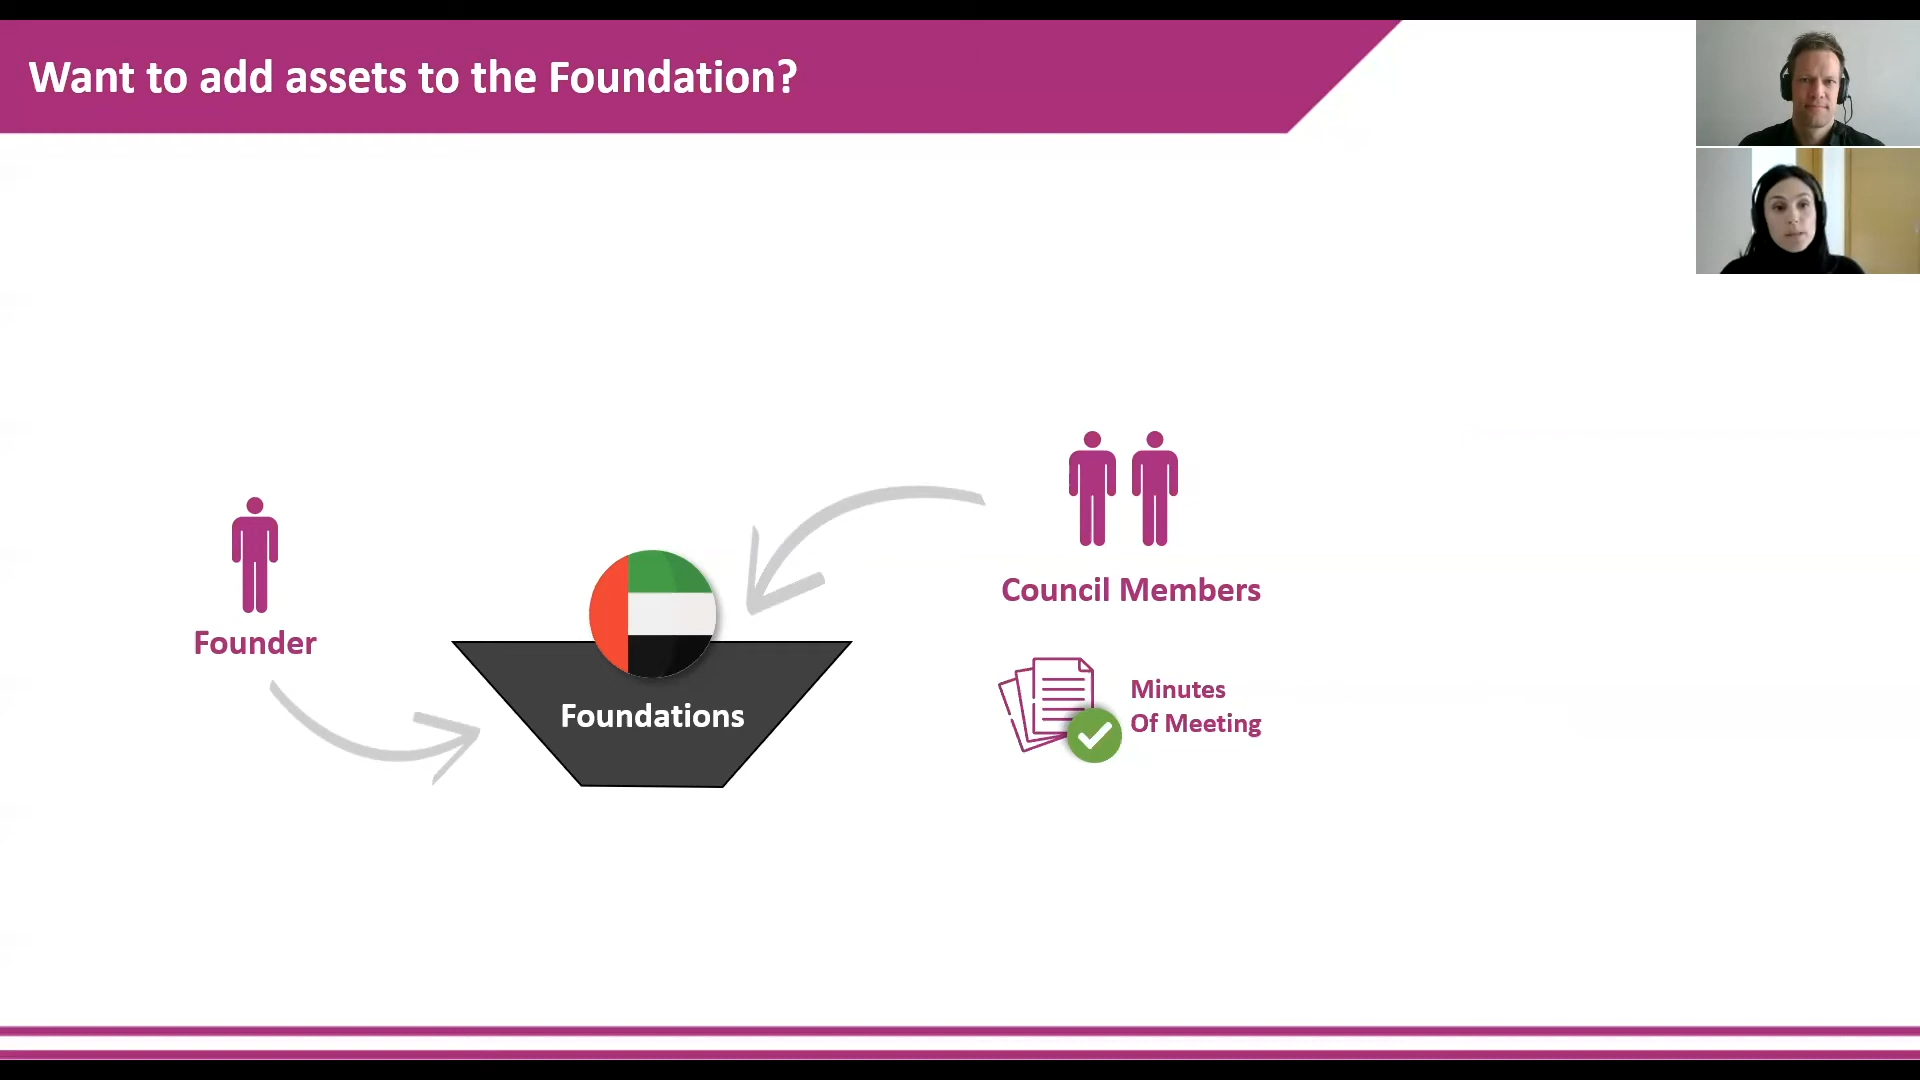 Want to add assets to the Foundation?
Founder
Foundations
Council Members
Minutes
Of Meeting